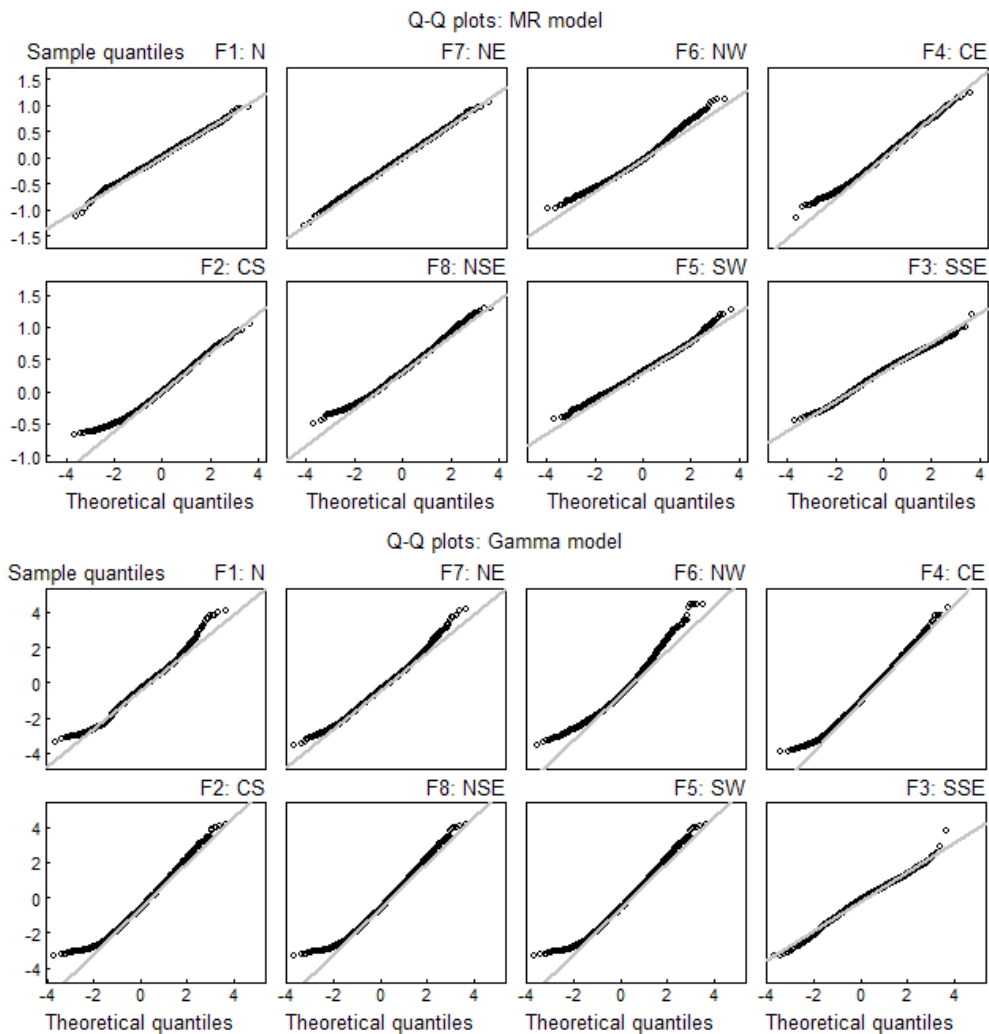 Q-Q plots: MR model
Sample quantiles F1: N F7: NE F6: NW F4: CE
1.5
1.0
0.5
0.0
-0.5
-1.0
-1.5
F2: CS F8: NSE F5: SW F3: SSE
1.5
1.0
0.5
0.0
-0.5
-1.0
-4 -2 0 2 4 -4 -2 0 2 4 -4 -2 0 2 4 -4 -2 0 2 4
Theoretical quantiles Theoretical quantiles Theoretical quantiles Theoretical quantiles
Q-Q plots: Gamma model
Sample quantiles F1: N F7: NE F6: NW F4: CE
4
2
0
-2
-4
F2: CS F8: NSE F5: SW F3: SSE
4
2
0
-2
-4
-4 -2 0 2 4 -4 -2 0 2 4 -4 -2 0 2 4 -4 -2 0 2 4
Theoretical quantiles Theoretical quantiles Theoretical quantiles Theoretical quantiles